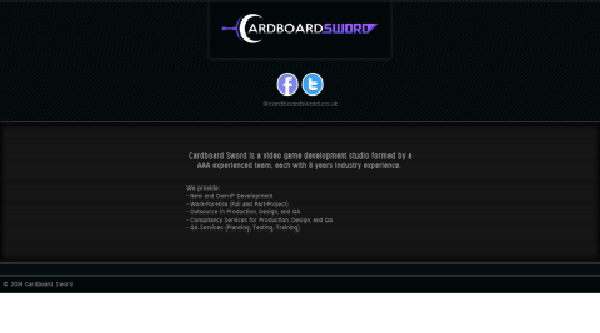 CARDBOARDSWORD
@cardboardsword.co.uk
Cardboard Sword is a video game development studio formed by a
AAA experienced team, each with 8 years industry experience.
We provide:
- New and Own-IP Development
- Work-For-Hire (Full and Part-Project)
- Outsource in Production, Design, and QA
- Consultancy Services for Production, Design, and QA
- QA Services (Planning, Testing, Training)
© 2014 Cardboard Sword